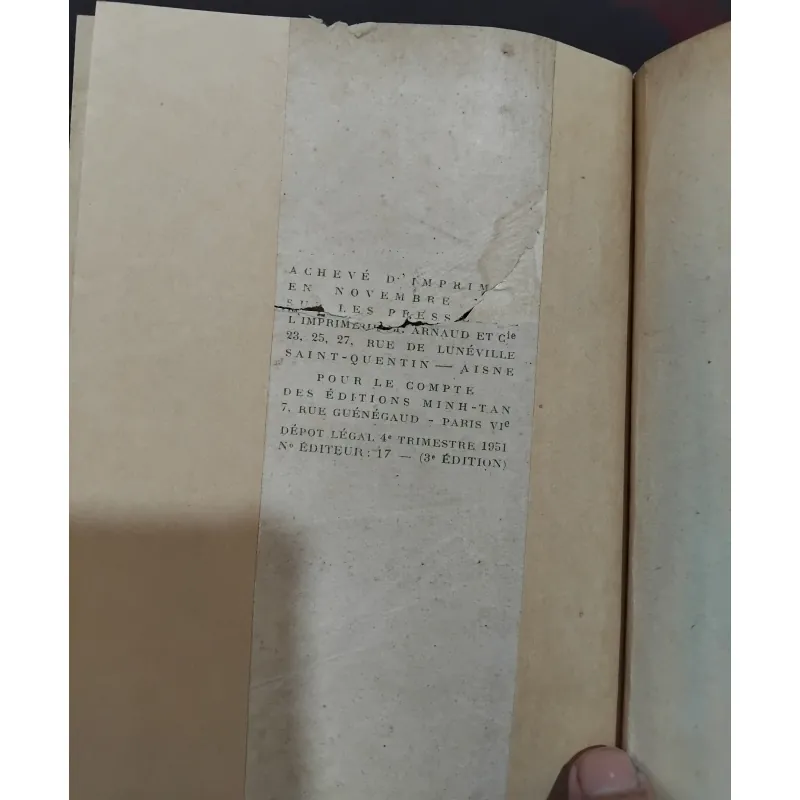 ACHEVÉ D'IMPRIM
EN NOVEMBRE
LES PRESS
ARNAUD ET Cie
23, 25, 27, RUE DE LUNÉVILLE
SAINT-QUENTIN — AISNE
POUR LE COMPTE
DES ÉDITIONS MINH-TAN
7, RUE GUÉNÉGAUD - PARIS VIe
DÉPOT LÉGAL 4e TRIMESTRE 1951
No ÉDITEUR : 17 — (3e ÉDITION)